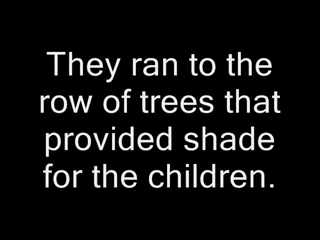 They ran to the
row of trees that
provided shade
for the children.